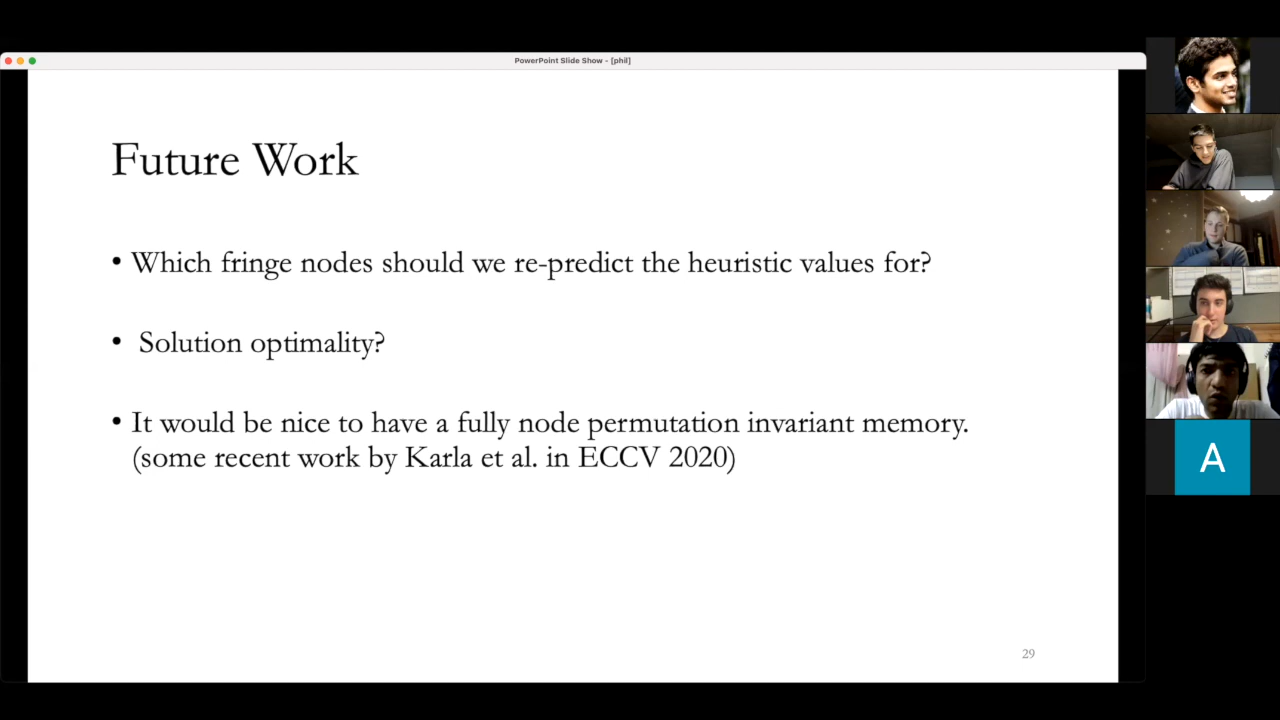 PowerPoint Slide Show - [phil]
Future Work
• Which fringe nodes should we re-predict the heuristic values for?
• Solution optimality?
• It would be nice to have a fully node permutation invariant memory.
(some recent work by Karla et al. in ECCV 2020)
29
A